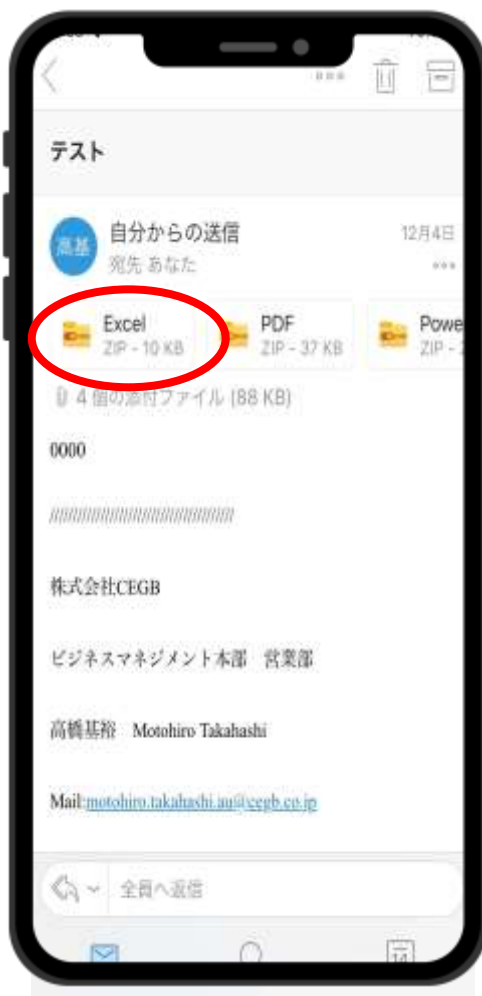 テスト
高基
自分からの送信
12月4日
宛先 あなた
Excel
ZIP - 10 KB
PDF
ZIP - 37 KB
Powe
ZIP -
4 個の添付ファイル (88 KB)
0000
////////////////////////////////////////
株式会社CEGB
ビジネスマネジメント本部 営業部
高橋基裕 Motohiro Takahashi
Mail:motohiro.takahashi.au@cegb.co.jp
全員へ返信
14